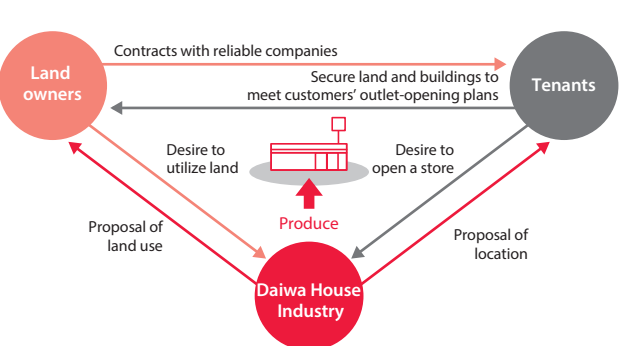 Contracts with reliable companies
Land
owners
Secure land and buildings to
meet customers’ outlet-opening plans
Tenants
Desire to
utilize land
Desire to
open a store
Produce
Proposal of
land use
Proposal of
location
Daiwa House
Industry